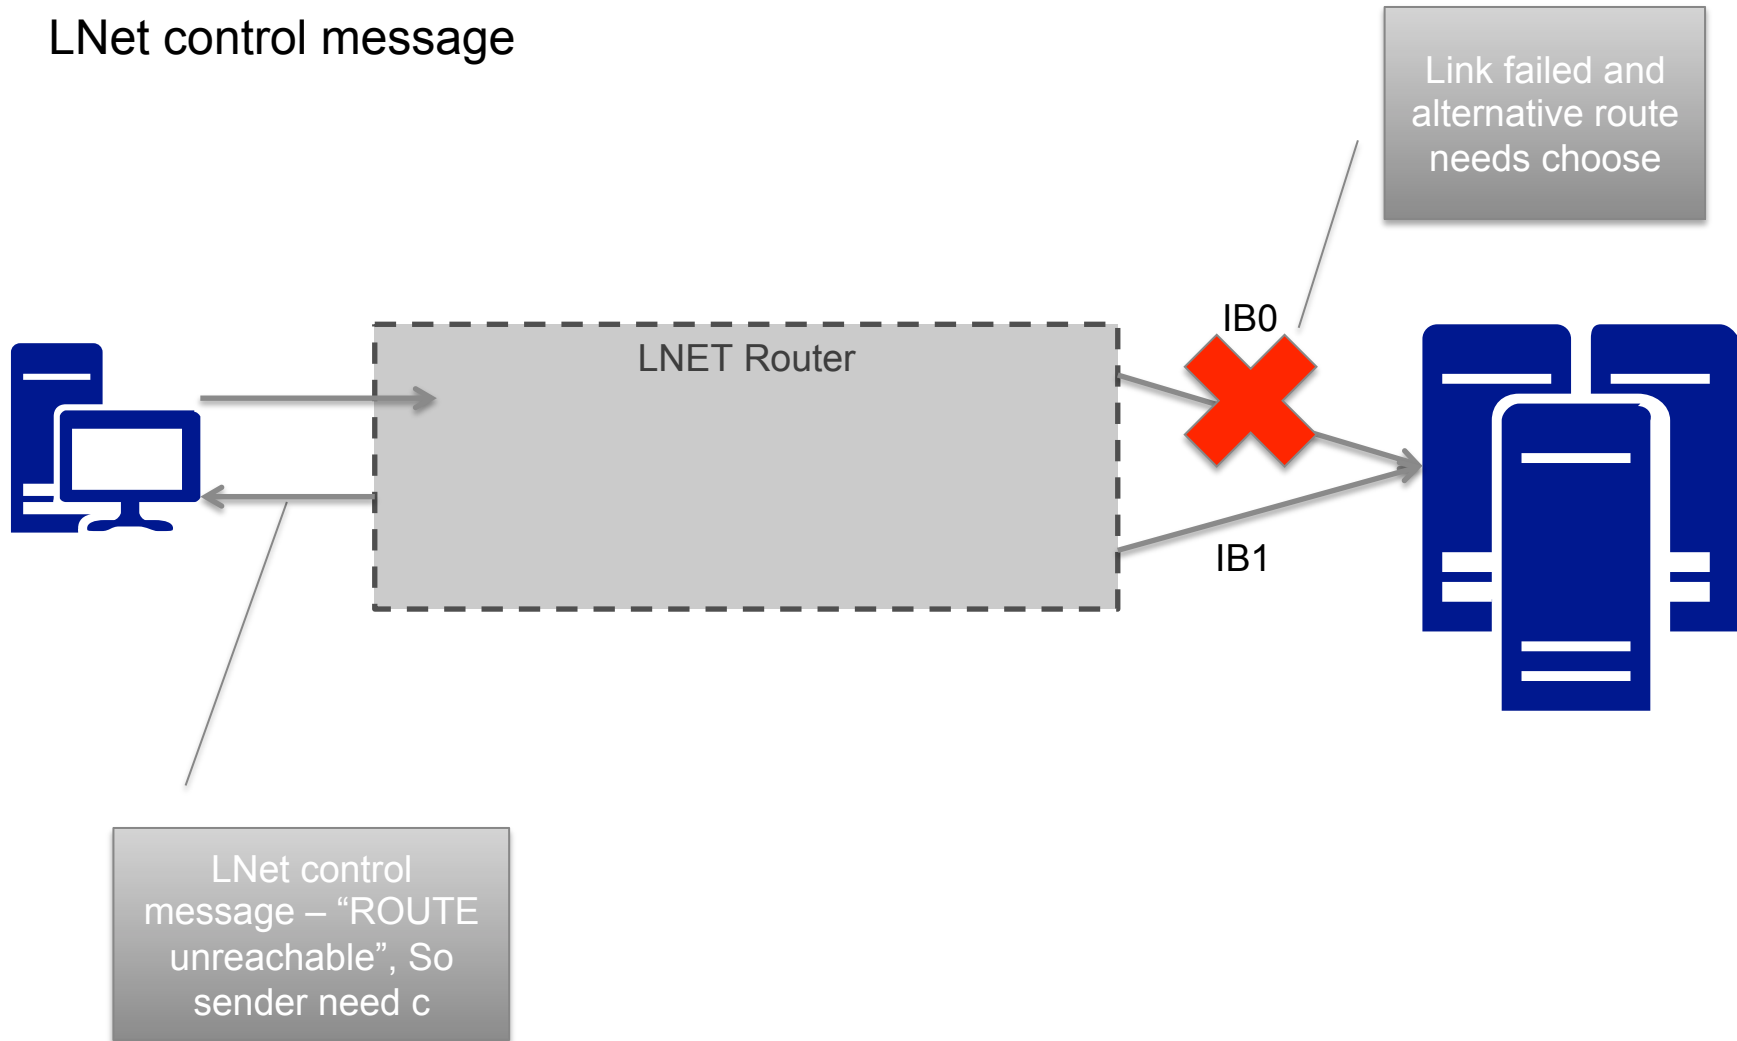 LNet control message
Link failed and
alternative route
needs choose
IB0
LNET Router
IB1
LNet control
message – “ROUTE
unreachable”, So
sender need c